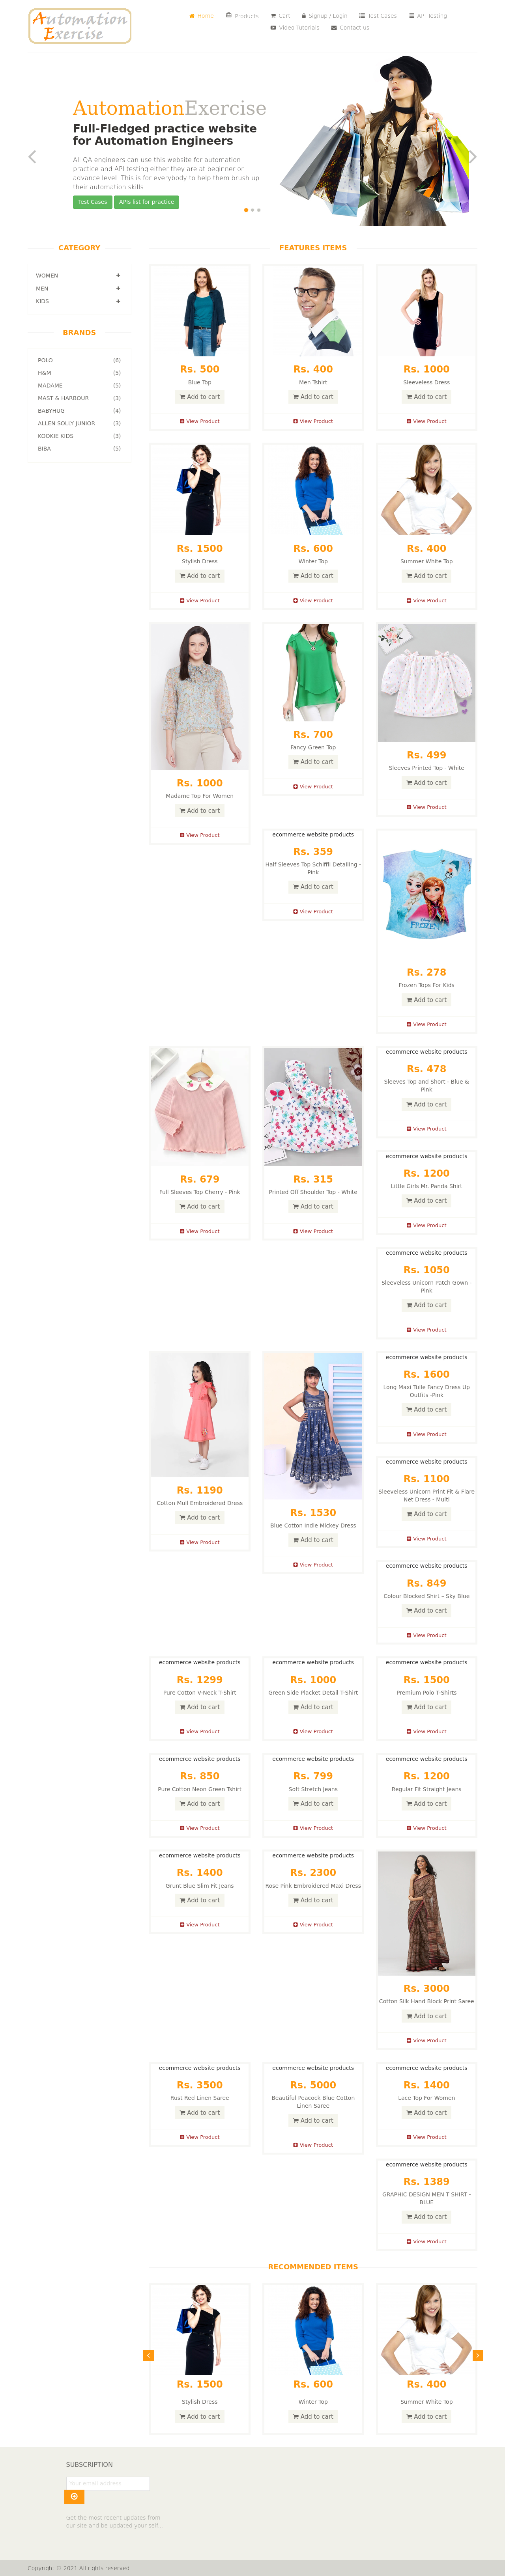 Automation
Exercise
Home
Products
Cart
Signup / Login
Test Cases
API Testing
Video Tutorials
Contact us
AutomationExercise
Full-Fledged practice website
for Automation Engineers
All QA engineers can use this website for automation
practice and API testing either they are at beginner or
advance level. This is for everybody to help them brush up
their automation skills.
Test Cases
APIs list for practice
CATEGORY
WOMEN
MEN
KIDS
BRANDS
POLO (6)
H&M (5)
MADAME (5)
MAST & HARBOUR (3)
BABYHUG (4)
ALLEN SOLLY JUNIOR (3)
KOOKIE KIDS (3)
BIBA (5)
FEATURES ITEMS
Rs. 500
Blue Top
Add to cart
View Product
Rs. 400
Men Tshirt
Add to cart
View Product
Rs. 1000
Sleeveless Dress
Add to cart
View Product
Rs. 1500
Stylish Dress
Add to cart
View Product
Rs. 600
Winter Top
Add to cart
View Product
Rs. 400
Summer White Top
Add to cart
View Product
Rs. 1000
Madame Top For Women
Add to cart
View Product
Rs. 700
Fancy Green Top
Add to cart
View Product
Rs. 499
Sleeves Printed Top - White
Add to cart
View Product
ecommerce website products
Rs. 359
Half Sleeves Top Schiffli Detailing -
Pink
Add to cart
View Product
FROZEN
Rs. 278
Frozen Tops For Kids
Add to cart
View Product
Rs. 679
Full Sleeves Top Cherry - Pink
Add to cart
View Product
Rs. 315
Printed Off Shoulder Top - White
Add to cart
View Product
ecommerce website products
Rs. 478
Sleeves Top and Short - Blue &
Pink
Add to cart
View Product
ecommerce website products
Rs. 1200
Little Girls Mr. Panda Shirt
Add to cart
View Product
ecommerce website products
Rs. 1050
Sleeveless Unicorn Patch Gown -
Pink
Add to cart
View Product
Rs. 1190
Cotton Mull Embroidered Dress
Add to cart
View Product
Rs. 1530
Blue Cotton Indie Mickey Dress
Add to cart
View Product
ecommerce website products
Rs. 1600
Long Maxi Tulle Fancy Dress Up
Outfits -Pink
Add to cart
View Product
ecommerce website products
Rs. 1100
Sleeveless Unicorn Print Fit & Flare
Net Dress - Multi
Add to cart
View Product
ecommerce website products
Rs. 849
Colour Blocked Shirt – Sky Blue
Add to cart
View Product
ecommerce website products
Rs. 1299
Pure Cotton V-Neck T-Shirt
Add to cart
View Product
ecommerce website products
Rs. 1000
Green Side Placket Detail T-Shirt
Add to cart
View Product
ecommerce website products
Rs. 1500
Premium Polo T-Shirts
Add to cart
View Product
ecommerce website products
Rs. 850
Pure Cotton Neon Green Tshirt
Add to cart
View Product
ecommerce website products
Rs. 799
Soft Stretch Jeans
Add to cart
View Product
ecommerce website products
Rs. 1200
Regular Fit Straight Jeans
Add to cart
View Product
ecommerce website products
Rs. 1400
Grunt Blue Slim Fit Jeans
Add to cart
View Product
ecommerce website products
Rs. 2300
Rose Pink Embroidered Maxi Dress
Add to cart
View Product
Rs. 3000
Cotton Silk Hand Block Print Saree
Add to cart
View Product
ecommerce website products
Rs. 3500
Rust Red Linen Saree
Add to cart
View Product
ecommerce website products
Rs. 5000
Beautiful Peacock Blue Cotton
Linen Saree
Add to cart
View Product
ecommerce website products
Rs. 1400
Lace Top For Women
Add to cart
View Product
ecommerce website products
Rs. 1389
GRAPHIC DESIGN MEN T SHIRT -
BLUE
Add to cart
View Product
RECOMMENDED ITEMS
Rs. 1500
Stylish Dress
Add to cart
Rs. 600
Winter Top
Add to cart
Rs. 400
Summer White Top
Add to cart
SUBSCRIPTION
Your email address
Get the most recent updates from
our site and be updated your self...
Copyright © 2021 All rights reserved